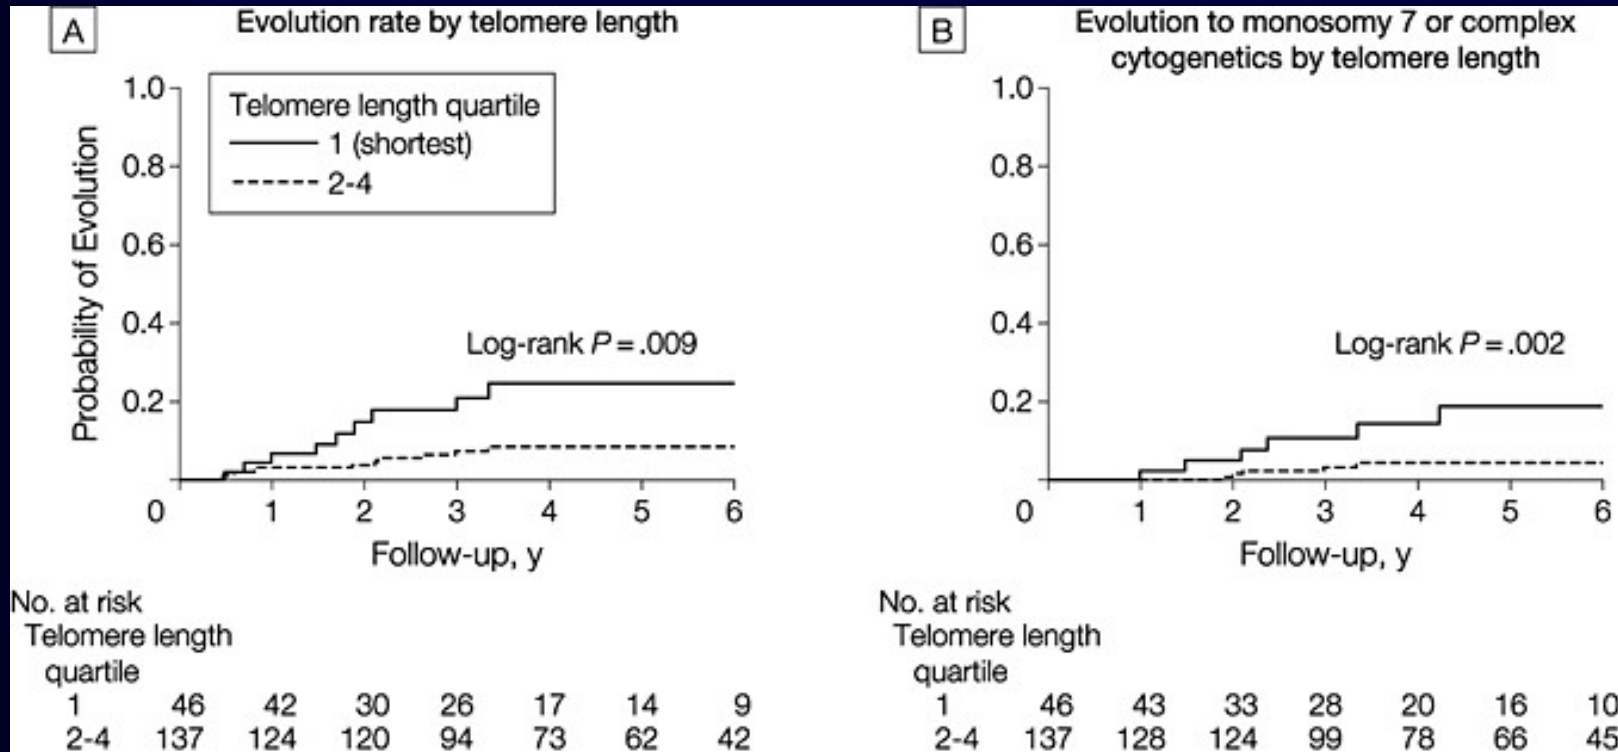 A
Evolution rate by telomere length
Probability of Evolution
1.0
0.8
0.6
0.4
0.2
Telomere length quartile
1 (shortest)
2-4
Log-rank P = .009
0 1 2 3 4 5 6
Follow-up, y
No. at risk
Telomere length
quartile
1 46 42 30 26 17 14 9
2-4 137 124 120 94 73 62 42
B
Evolution to monosomy 7 or complex
cytogenetics by telomere length
1.0
0.8
0.6
0.4
0.2
Log-rank P = .002
0 1 2 3 4 5 6
Follow-up, y
No. at risk
Telomere length
quartile
1 46 43 33 28 20 16 10
2-4 137 128 124 99 78 66 45